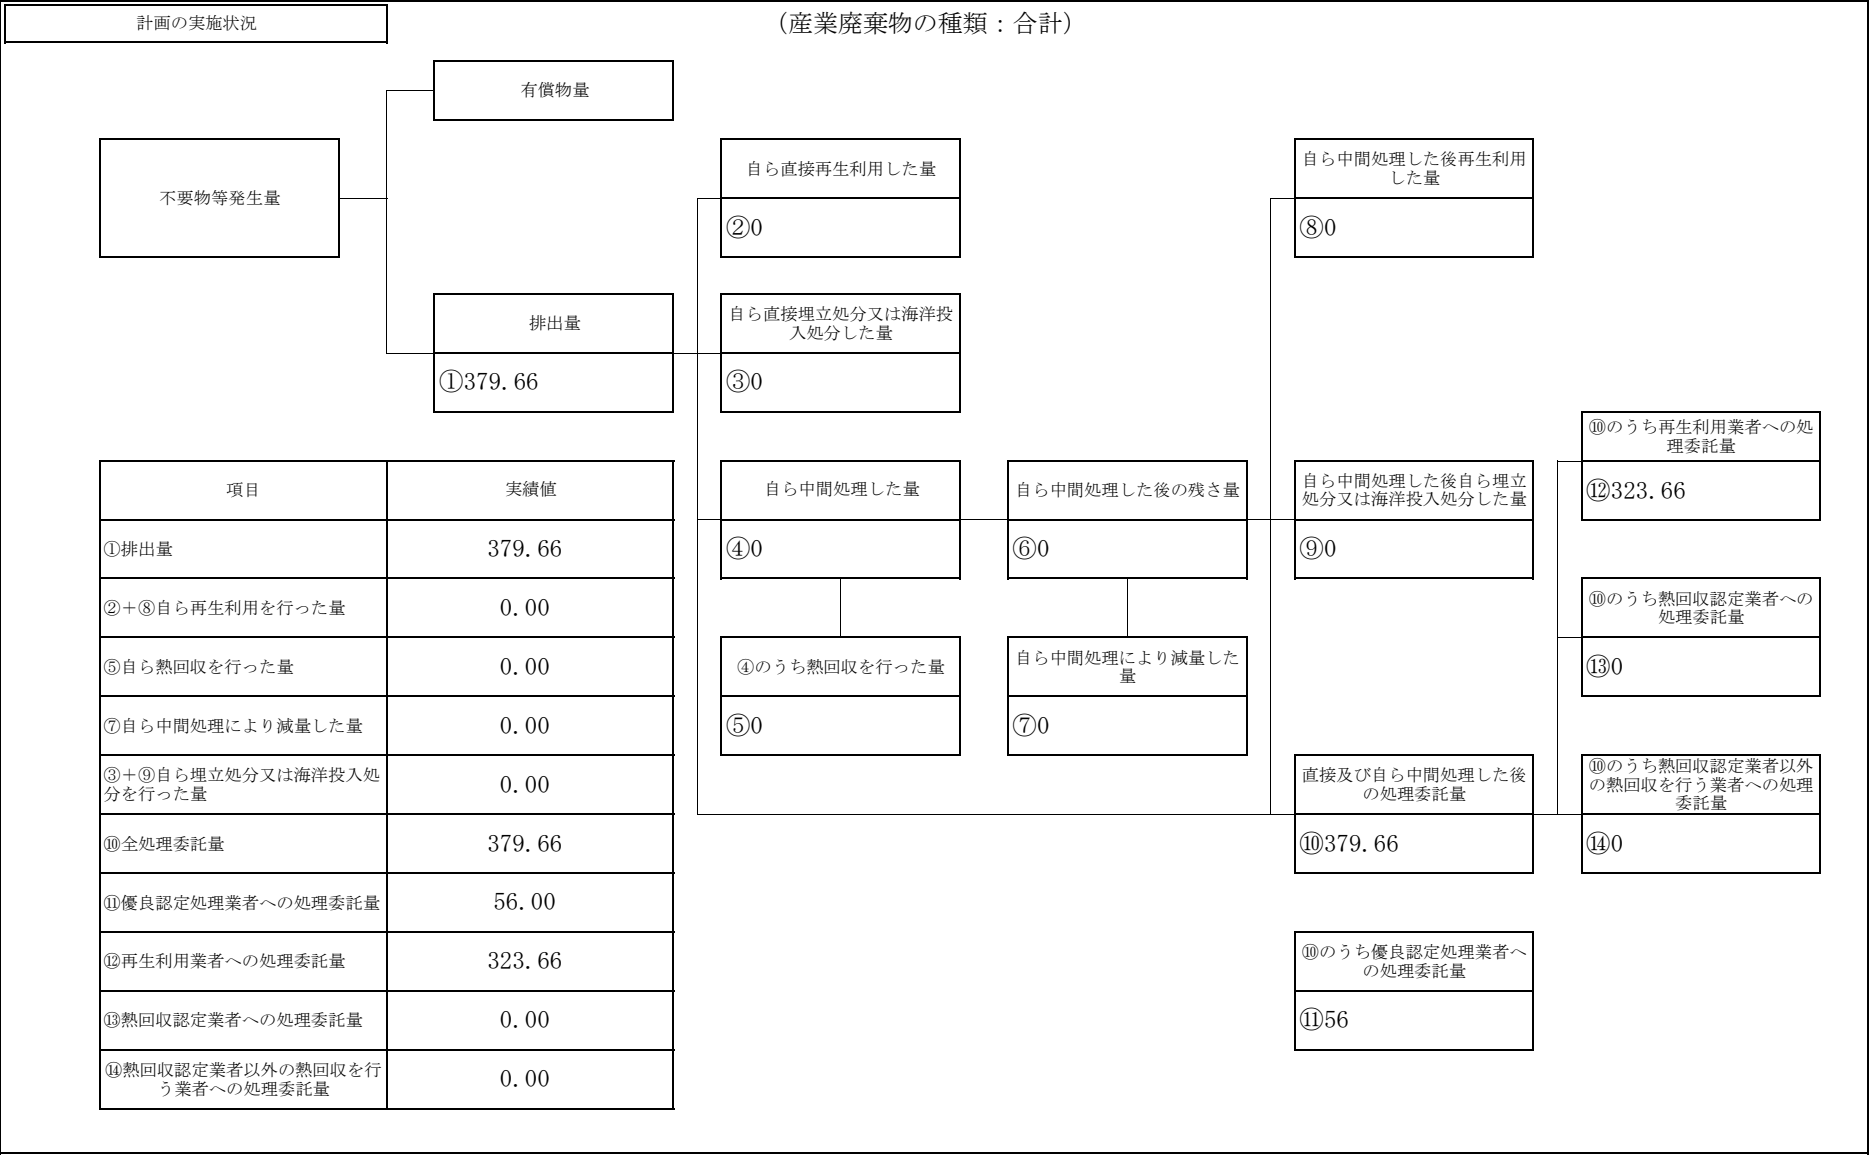 計画の実施状況
（産業廃棄物の種類：合計）
有償物量
不要物等発生量
自ら直接再生利用した量
②0
自ら中間処理した後再生利用
した量
⑧0
排出量
①379.66
自ら直接埋立処分又は海洋投
入処分した量
③0
⑩のうち再生利用業者への処
理委託量
⑫323.66
自ら中間処理した量
④0
自ら中間処理した後の残さ量
⑥0
自ら中間処理した後自ら埋立
処分又は海洋投入処分した量
⑨0
⑩のうち熱回収認定業者への
処理委託量
⑬0
④のうち熱回収を行った量
⑤0
自ら中間処理により減量した
量
⑦0
直接及び自ら中間処理した後
の処理委託量
⑩379.66
⑩のうち熱回収認定業者以外
の熱回収を行う業者への処理
委託量
⑭0
⑩のうち優良認定処理業者へ
の処理委託量
⑪56
項目 実績値
①排出量 379.66
②＋⑧自ら再生利用を行った量 0.00
⑤自ら熱回収を行った量 0.00
⑦自ら中間処理により減量した量 0.00
③＋⑨自ら埋立処分又は海洋投入処
分を行った量 0.00
⑩全処理委託量 379.66
⑪優良認定処理業者への処理委託量 56.00
⑫再生利用業者への処理委託量 323.66
⑬熱回収認定業者への処理委託量 0.00
⑭熱回収認定業者以外の熱回収を行
う業者への処理委託量 0.00